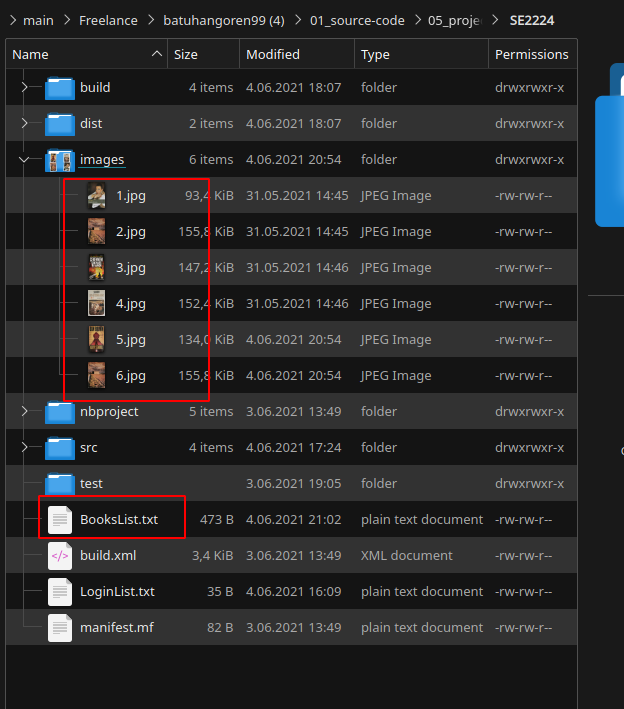 main Freelance batuhangoren99 (4) 01_source-code 05_proje SE2224
Name Size Modified Type Permissions
build 4 items 4.06.2021 18:07 folder drwxrwxr-x
dist 2 items 4.06.2021 18:07 folder drwxrwxr-x
images 6 items 4.06.2021 20:54 folder drwxrwxr-x
1.jpg 93,4 KiB 31.05.2021 14:45 JPEG Image -rw-rw-r--
2.jpg 155,8 KiB 31.05.2021 14:45 JPEG Image -rw-rw-r--
3.jpg 147,2 KiB 31.05.2021 14:46 JPEG Image -rw-rw-r--
4.jpg 152,4 KiB 31.05.2021 14:46 JPEG Image -rw-rw-r--
5.jpg 134,0 KiB 4.06.2021 20:54 JPEG Image -rw-rw-r--
6.jpg 155,8 KiB 4.06.2021 20:54 JPEG Image -rw-rw-r--
nbproject 5 items 3.06.2021 13:49 folder drwxrwxr-x
src 4 items 4.06.2021 17:24 folder drwxrwxr-x
test 3.06.2021 19:05 folder drwxrwxr-x
BooksList.txt 473 B 4.06.2021 21:02 plain text document -rw-rw-r--
build.xml 3,4 KiB 3.06.2021 13:49 XML document -rw-rw-r--
LoginList.txt 35 B 4.06.2021 16:09 plain text document -rw-rw-r--
manifest.mf 82 B 3.06.2021 13:49 plain text document -rw-rw-r--